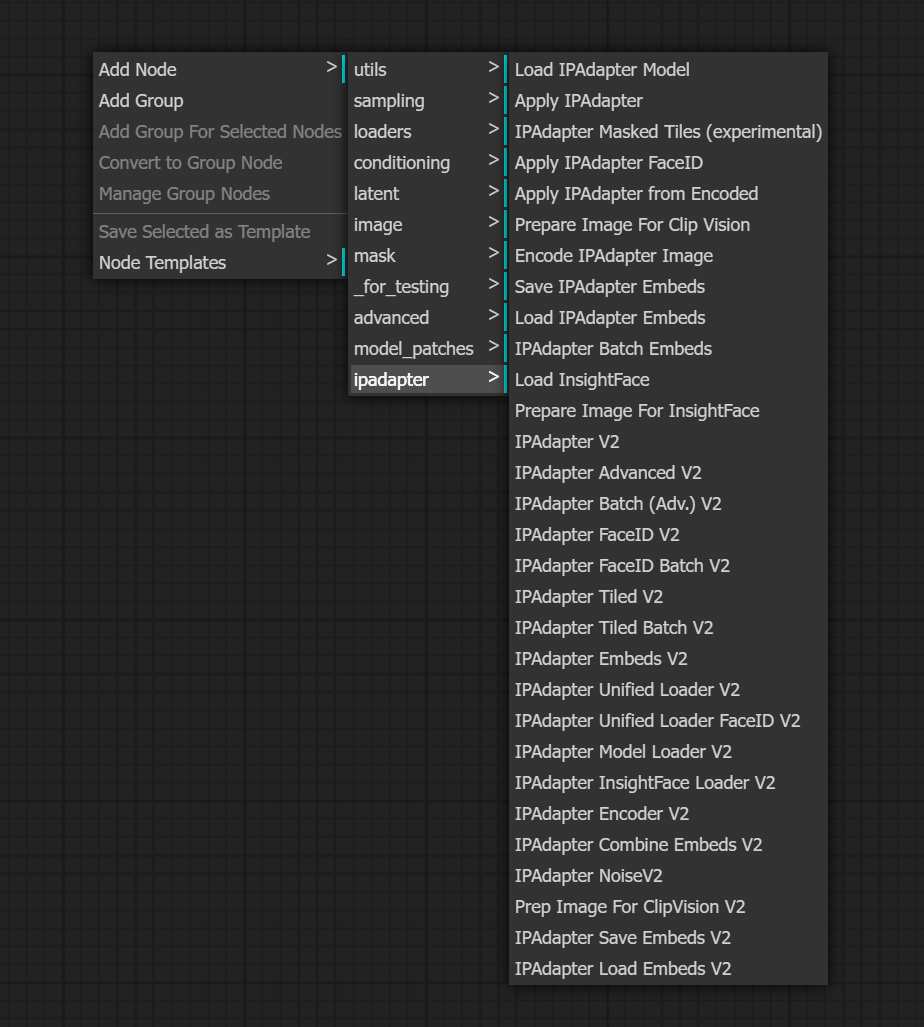 Add Node >
Add Group
Add Group For Selected Nodes
Convert to Group Node
Manage Group Nodes
Save Selected as Template
Node Templates >
utils >
sampling >
loaders >
conditioning >
latent >
image >
mask >
_for_testing >
advanced >
model_patches >
ipadapter >
Load IPAdapter Model
Apply IPAdapter
IPAdapter Masked Tiles (experimental)
Apply IPAdapter FaceID
Apply IPAdapter from Encoded
Prepare Image For Clip Vision
Encode IPAdapter Image
Save IPAdapter Embeds
Load IPAdapter Embeds
IPAdapter Batch Embeds
Load InsightFace
Prepare Image For InsightFace
IPAdapter V2
IPAdapter Advanced V2
IPAdapter Batch (Adv.) V2
IPAdapter FaceID V2
IPAdapter FaceID Batch V2
IPAdapter Tiled V2
IPAdapter Tiled Batch V2
IPAdapter Embeds V2
IPAdapter Unified Loader V2
IPAdapter Unified Loader FaceID V2
IPAdapter Model Loader V2
IPAdapter InsightFace Loader V2
IPAdapter Encoder V2
IPAdapter Combine Embeds V2
IPAdapter NoiseV2
Prep Image For ClipVision V2
IPAdapter Save Embeds V2
IPAdapter Load Embeds V2